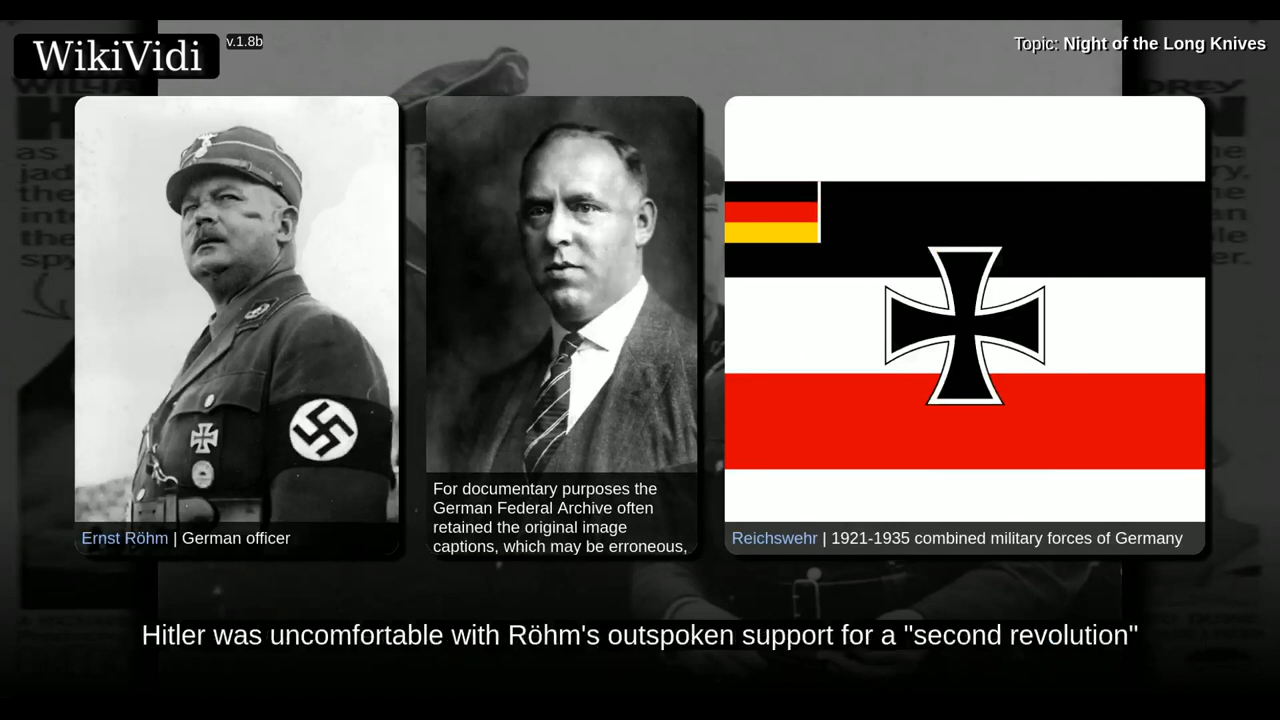 WikiVidi
v.1.8b
Topic: Night of the Long Knives
Ernst Röhm | German officer
For documentary purposes the
German Federal Archive often
retained the original image
captions, which may be erroneous,
Reichswehr | 1921-1935 combined military forces of Germany
Hitler was uncomfortable with Röhm's outspoken support for a "second revolution"